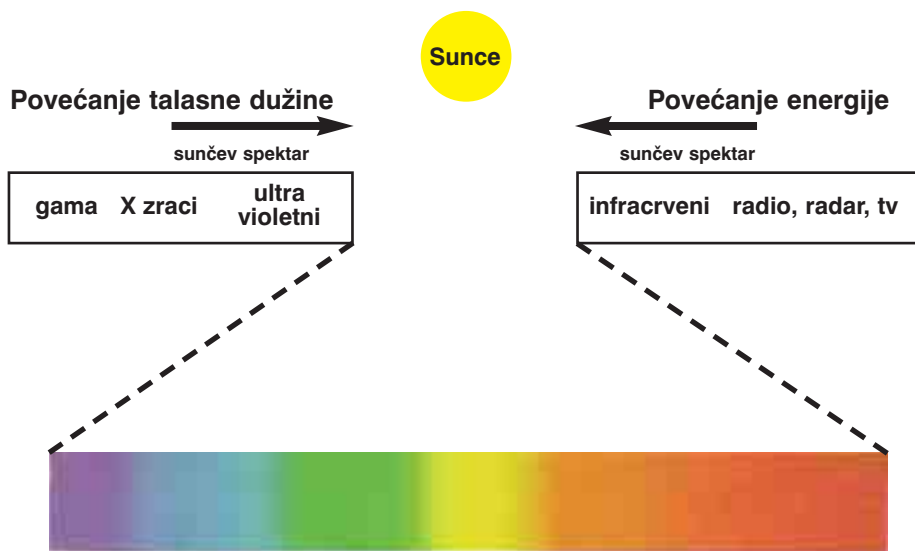 Sunce
Povećanje talasne dužine
Povećanje energije
sunčev spektar
sunčev spektar
gama X zraci ultra violetni
infracrveni radio, radar, tv